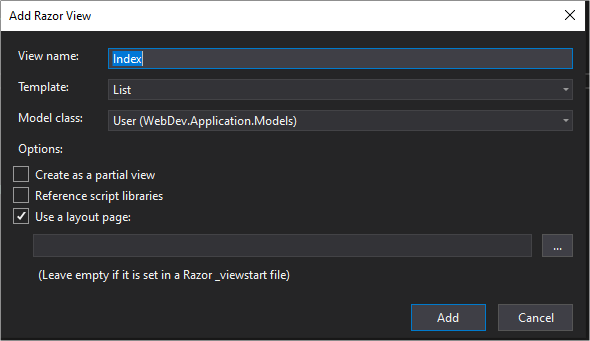 Add Razor View
View name: Index
Template: List
Model class: User (WebDev.Application.Models)
Options:
Create as a partial view
Reference script libraries
Use a layout page:
...
(Leave empty if it is set in a Razor _viewstart file)
Add Cancel